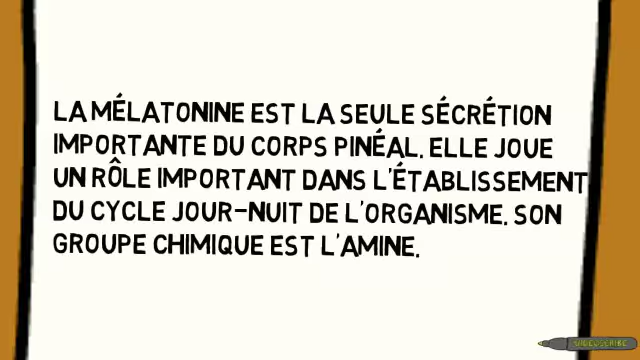 LA MÉLATONINE EST LA SEULE SÉCRÉTION
IMPORTANTE DU CORPS PINÉAL. ELLE JOUE
UN RÔLE IMPORTANT DANS L'ÉTABLISSEMENT
DU CYCLE JOUR-NUIT DE L'ORGANISME. SON
GROUPE CHIMIQUE EST L'AMINE.
VIDEOSCRIBE